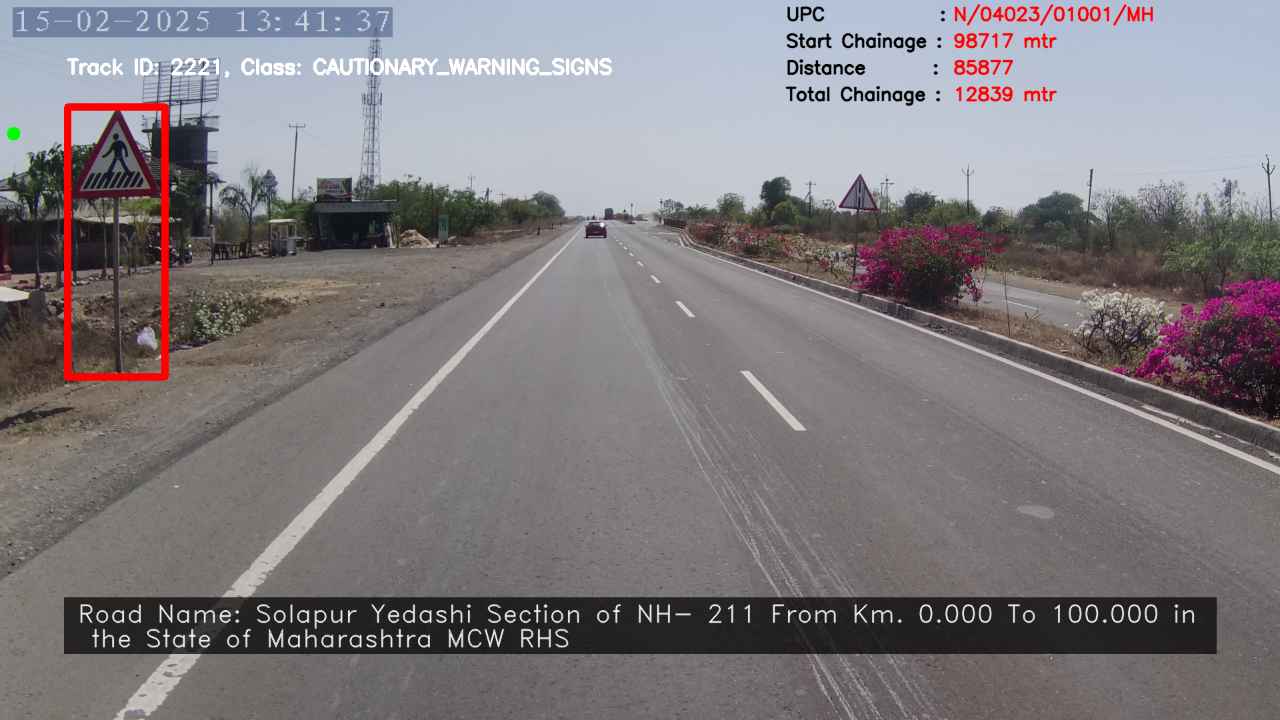 15-02-2025 13:41:37
UPC : N/04023/01001/MH
Start Chainage : 98717 mtr
Distance : 85877
Total Chainage : 12839 mtr
Track ID: 2221, Class: CAUTIONARY_WARNING_SIGNS
Road Name: Solapur Yedashi Section of NH- 211 From Km. 0.000 To 100.000 in
the State of Maharashtra MCW RHS